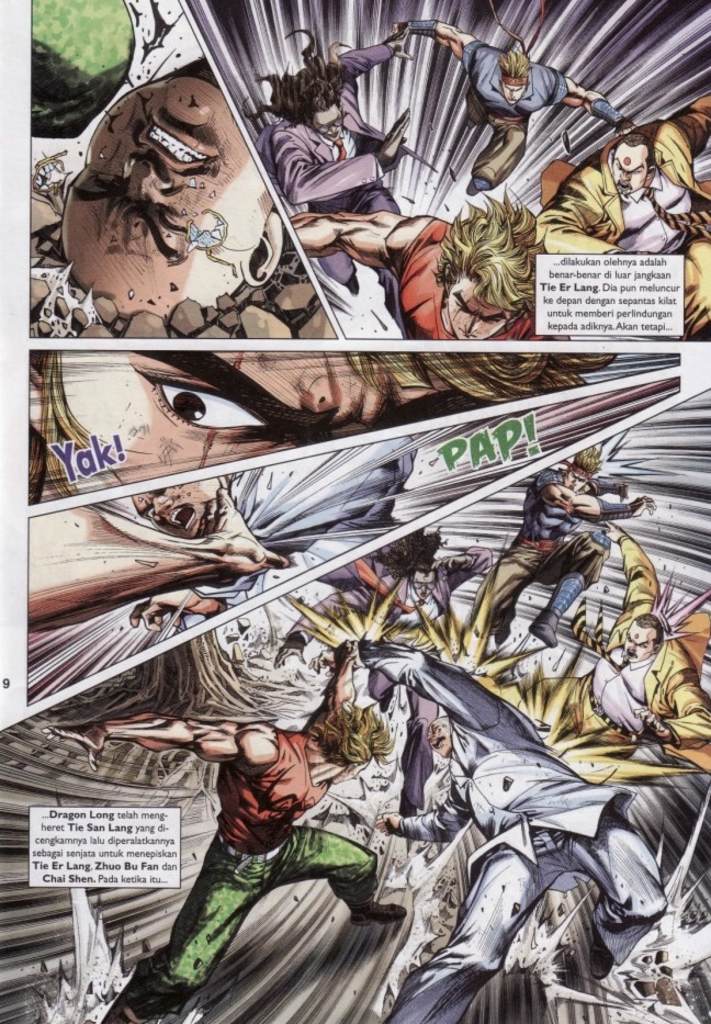 ...dilakukan olehnya
benar-benar di luar jangkaan
Tie Er Lang. Dia pun meluncur
ke depan dengan sepantas kilat
untuk memberi perlindungan
kepada adiknya. Akan tetapi...
Yak!
PAP!
9
...Dragon Long telah meng-
heret Tie San Lang yang di-
cengkamnya lalu diperalatkannya
sebagai senjata untuk menepiskan
Tie Er Lang, Zhuo Bu Fan dan
Chai Shen. Pada ketika itu...